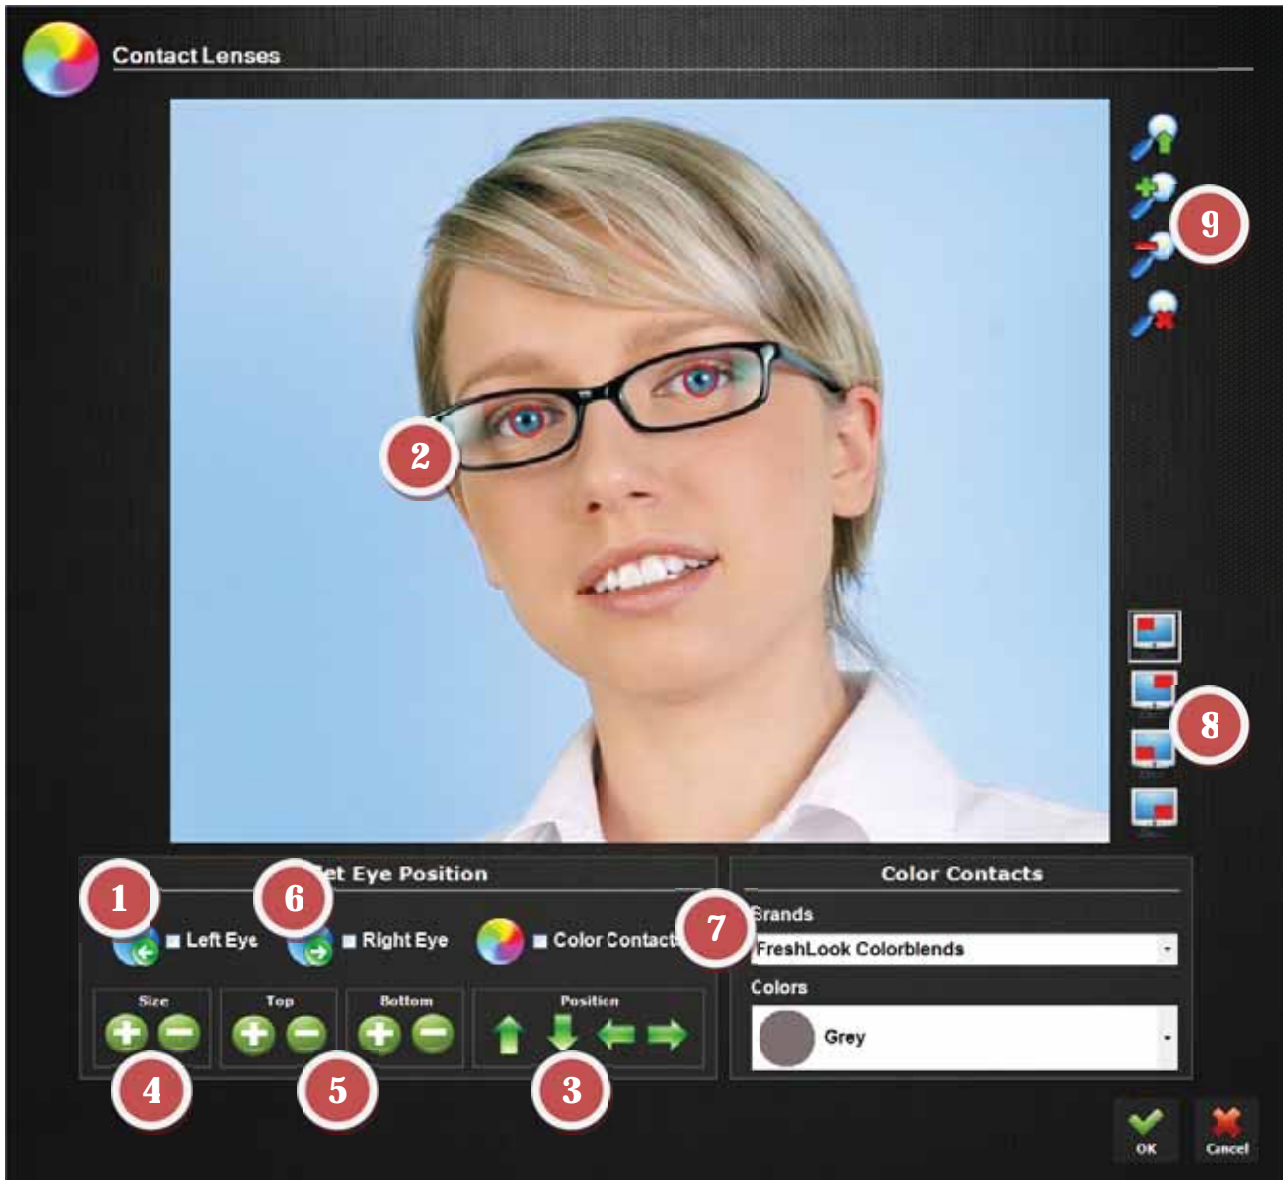 Contact Lenses
9
2
8
1
6
et Eye Position
Color Contacts
7
Brands
Left Eye
Right Eye
Color Contacts
FreshLook Colorblends
Colors
Size
Top
Bottom
Position
Grey
4
5
3
OK
Cancel